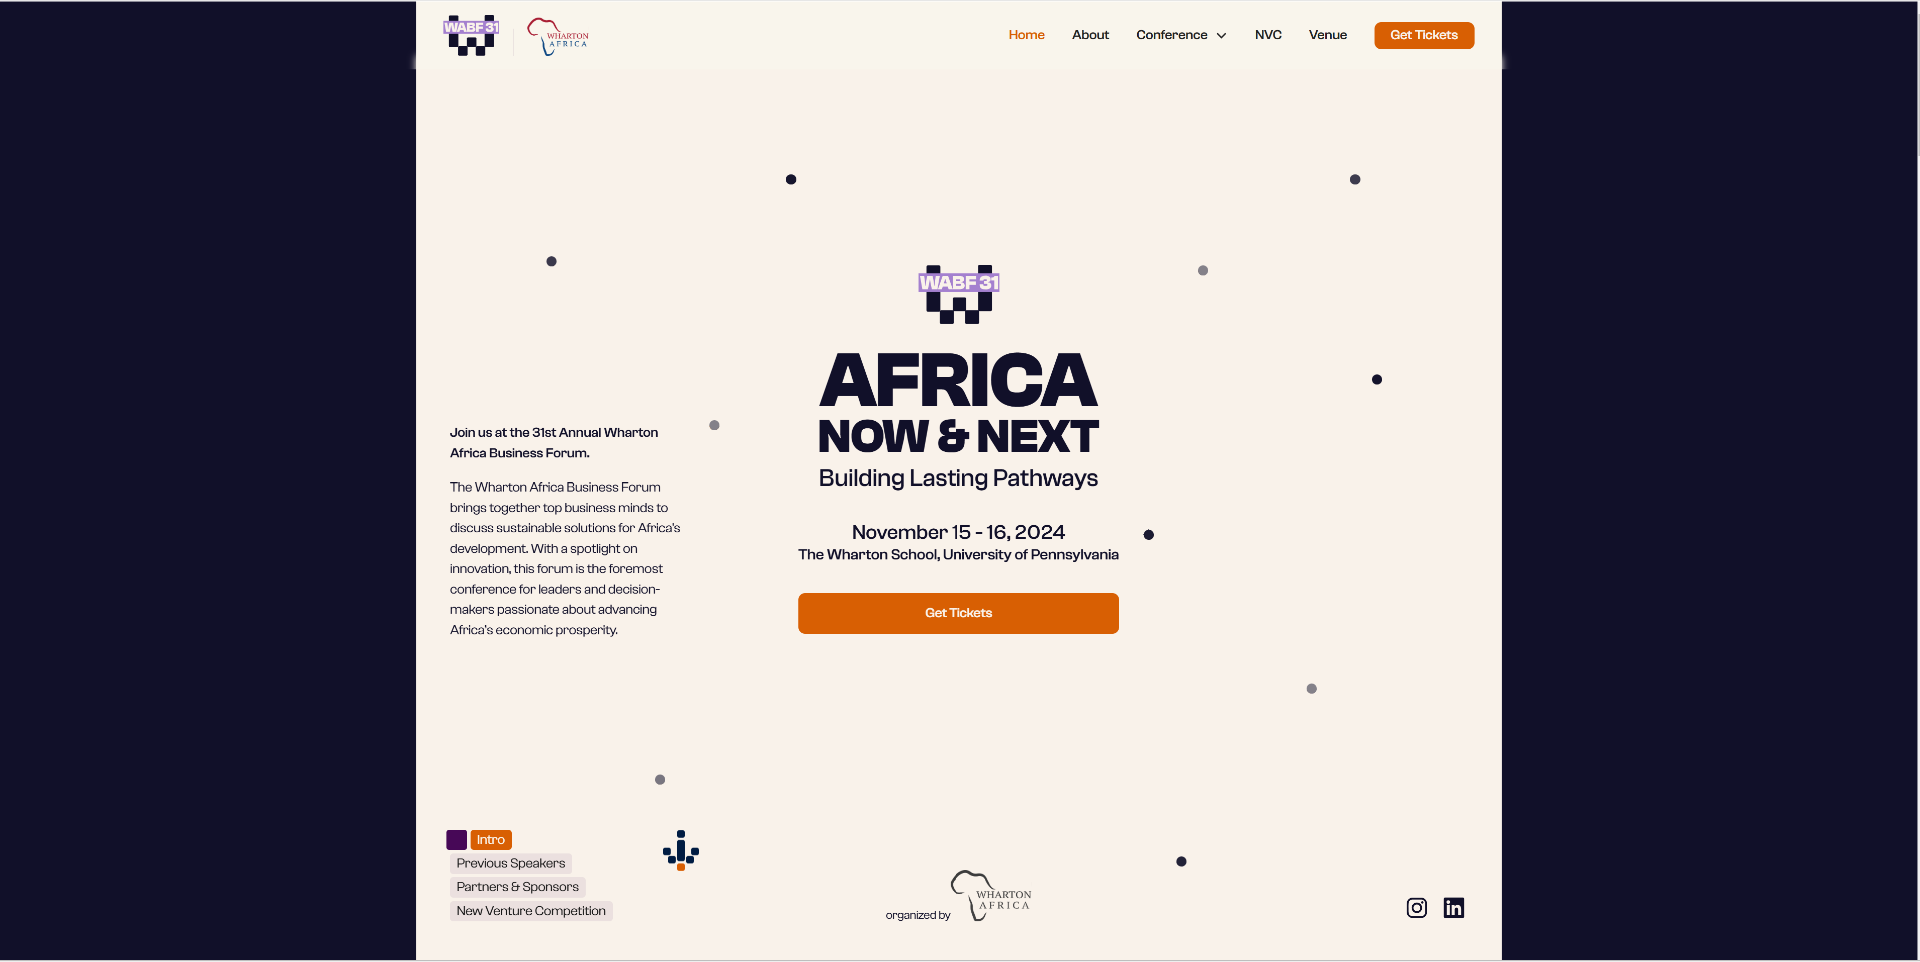 WABF 31
WHARTON
AFRICA
Home
About
Conference
NVC
Venue
Get Tickets
WABF 31
AFRICA
NOW & NEXT
Building Lasting Pathways
November 15 - 16, 2024
The Wharton School, University of Pennsylvania
Get Tickets
Join us at the 31st Annual Wharton
Africa Business Forum.
The Wharton Africa Business Forum
brings together top business minds to
discuss sustainable solutions for Africa's
development. With a spotlight on
innovation, this forum is the foremost
conference for leaders and decision-
makers passionate about advancing
Africa's economic prosperity.
Intro
Previous Speakers
Partners & Sponsors
New Venture Competition
organized by
WHARTON
AFRICA
in